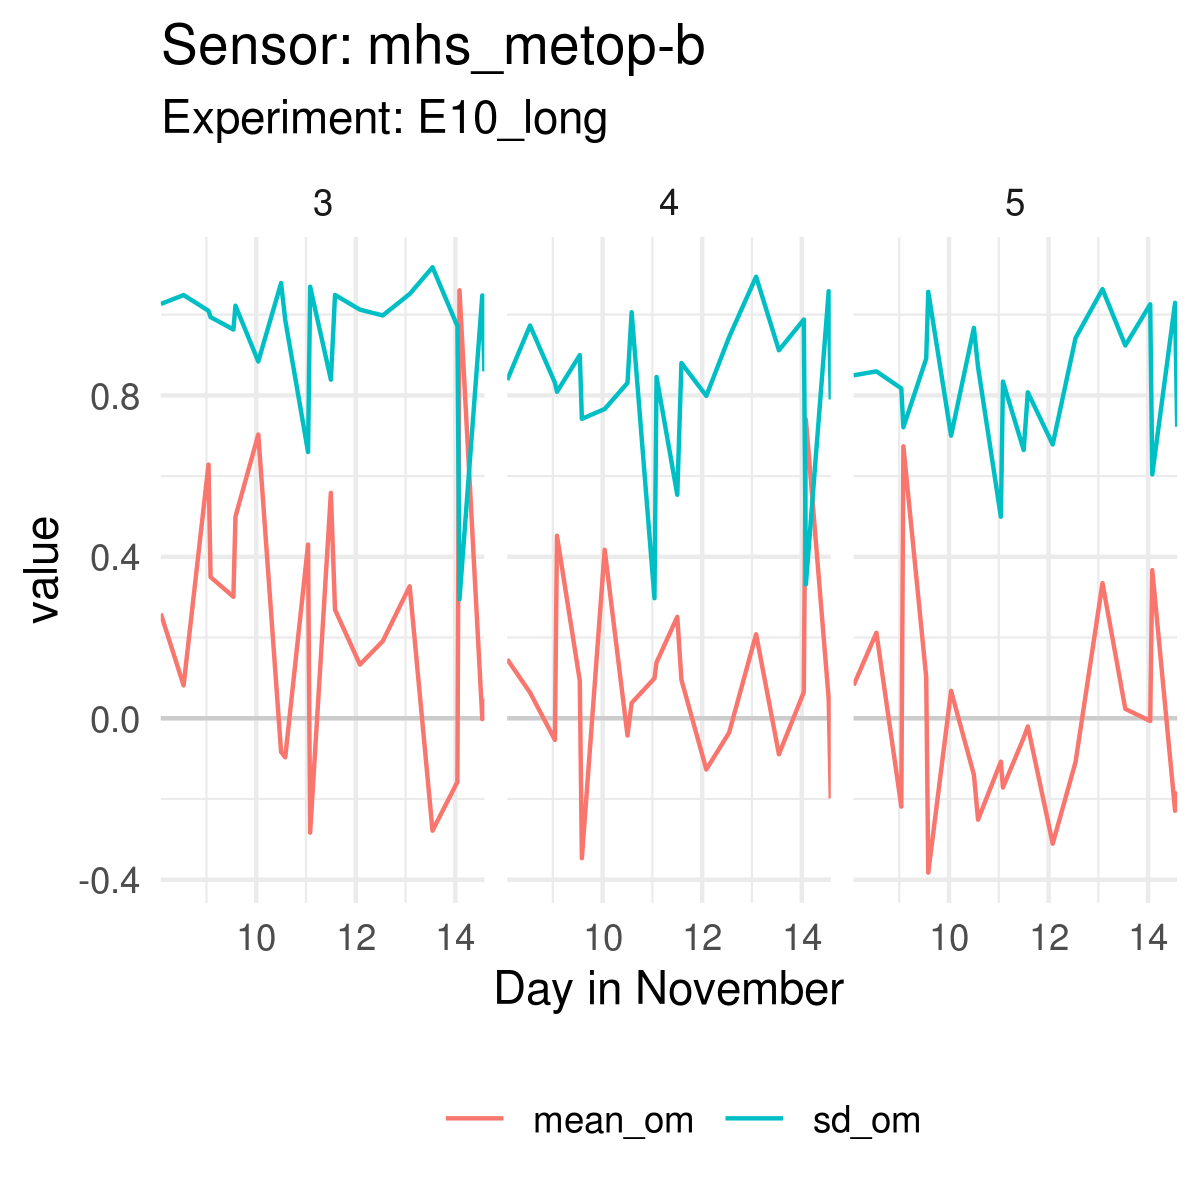 Sensor: mhs_metop-b
Experiment: E10_long
3 4 5
0.8
0.4
0.0
-0.4
value
10 12 14 10 12 14 10 12 14
Day in November
mean_om sd_om